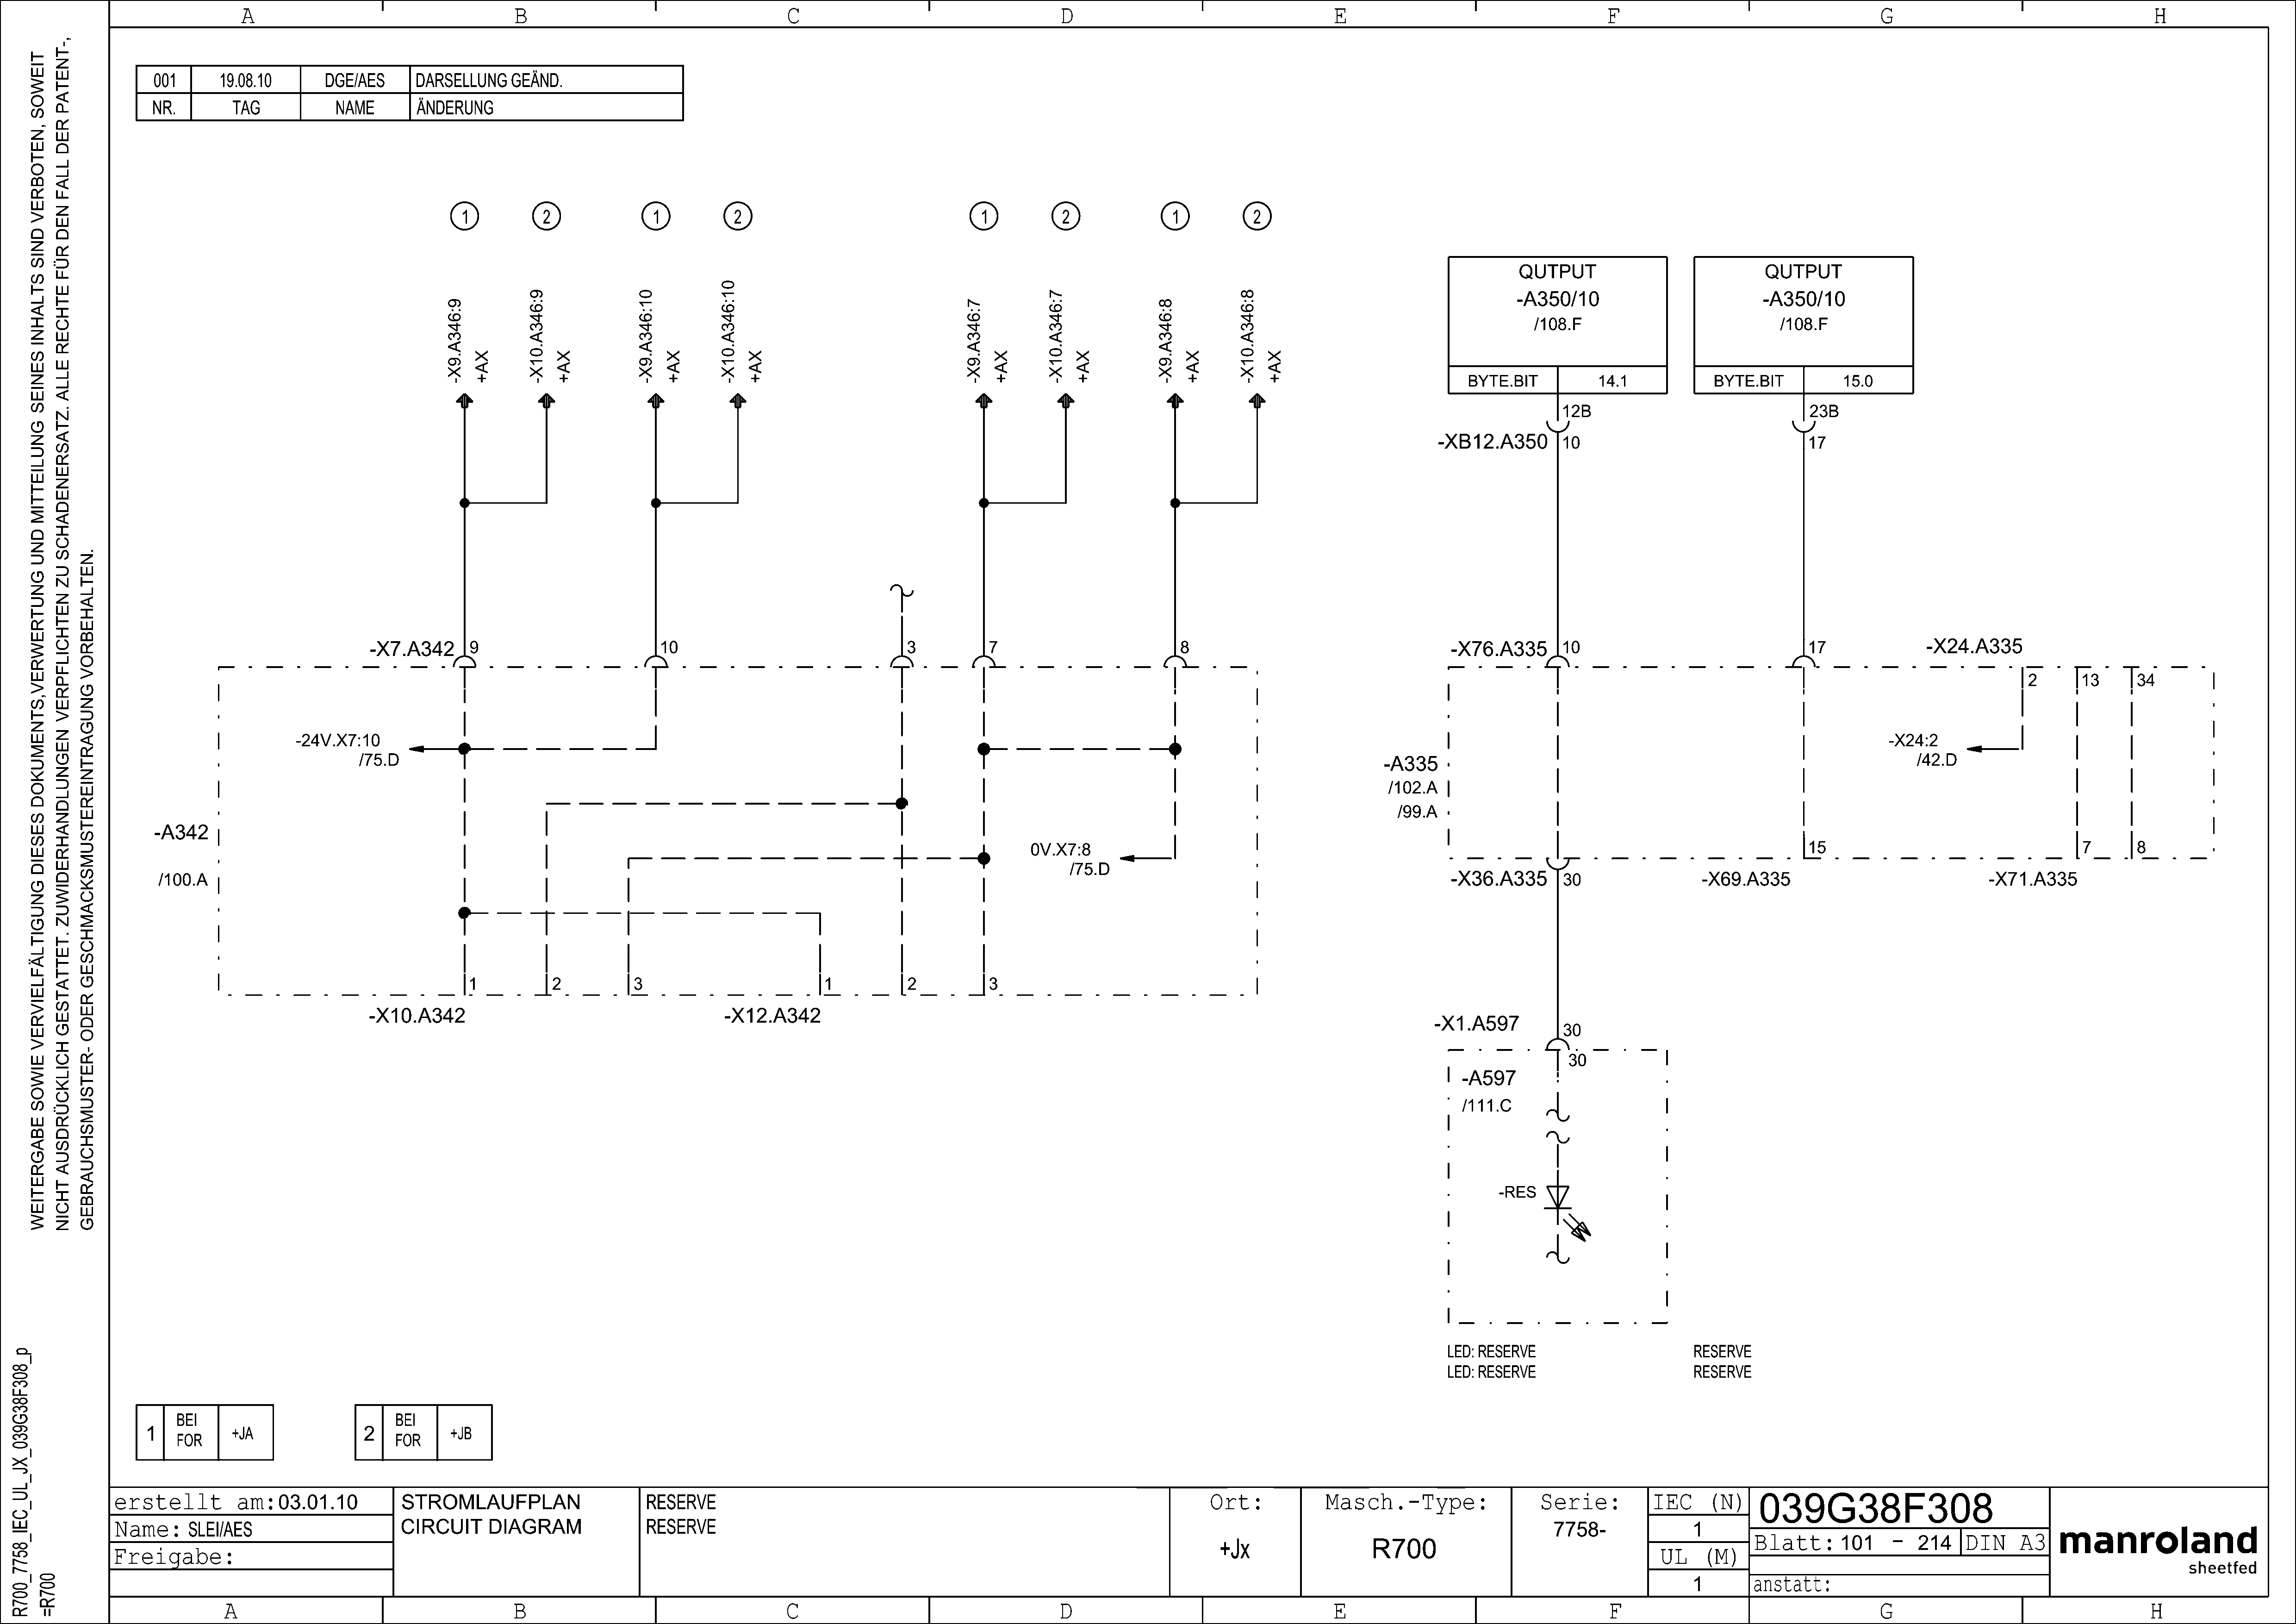 A B C D E F G H
WEITERGABE SOWIE VERVIELFÄLTIGUNG DIESES DOKUMENTS,VERWERTUNG UND MITTEILUNG SEINES INHALTS SIND VERBOTEN, SOWEIT
NICHT AUSDRÜCKLICH GESTATTET. ZUWIDERHANDLUNGEN VERPFLICHTEN ZU SCHADENERSATZ. ALLE RECHTE FÜR DEN FALL DER PATENT-,
GEBRAUCHSMUSTER- ODER GESCHMACKSMUSTEREINTRAGUNG VORBEHALTEN.
R700_7758_IEC_UL_JX_039G38F308_p
=R700
001 19.08.10 DGE/AES DARSELLUNG GEÄND.
NR. TAG NAME ÄNDERUNG
1 2 1 2 1 2 1 2
-X9.A346:9
+AX
-X10.A346:9
+AX
-X9.A346:10
+AX
-X10.A346:10
+AX
-X9.A346:7
+AX
-X10.A346:7
+AX
-X9.A346:8
+AX
-X10.A346:8
+AX
QUTPUT QUTPUT
-A350/10 -A350/10
/108.F /108.F
BYTE.BIT 14.1 BYTE.BIT 15.0
12B 23B
-XB12.A350 10 17
-X7.A342 9 10 3 7 8
-X76.A335 10 17 -X24.A335
2 13 34
-24V.X7:10
/75.D
-X24:2
/42.D
-A335
/102.A
/99.A
-A342
/100.A
0V.X7:8
/75.D
15 7 8
-X36.A335 30 -X69.A335 -X71.A335
1 2 3 1 2 3
-X10.A342 -X12.A342
-X1.A597 30
30
-A597
/111.C
-RES
LED: RESERVE RESERVE
LED: RESERVE RESERVE
1 BEI FOR +JA
2 BEI FOR +JB
erstellt am: 03.01.10
Name: SLEI/AES
Freigabe:
STROMLAUFPLAN
CIRCUIT DIAGRAM
RESERVE
RESERVE
Ort:
+Jx
Masch.-Type:
R700
Serie:
7758-
IEC (N)
1
UL (M)
1
039G38F308
Blatt: 101 - 214 DIN A3
anstatt:
manroland
sheetfed
A B C D E F G H